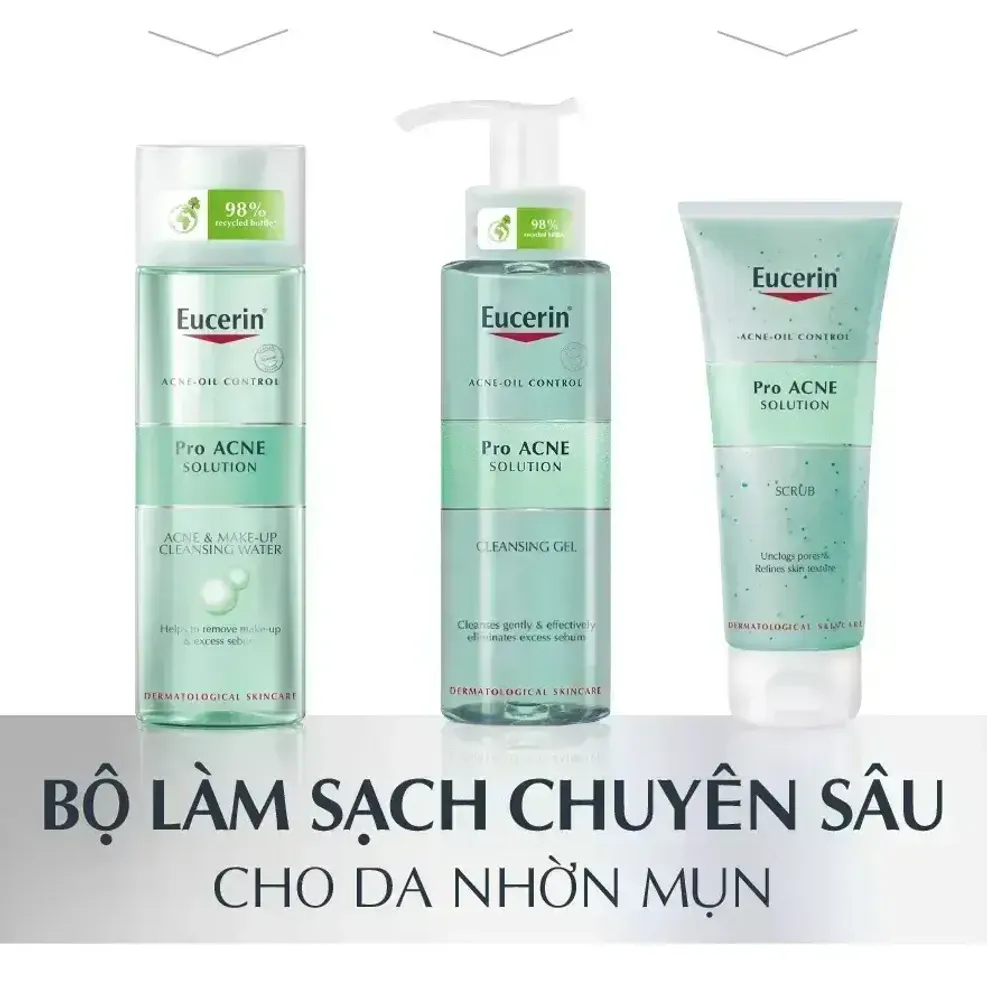 98%
recycled bottle*
Eucerin®
ACNE-OIL CONTROL
Pro ACNE
SOLUTION
ACNE & MAKE-UP
CLEANSING WATER
Helps to remove make-up
& excess sebum
DERMATOLOGICAL SKINCARE
98%
recycled bottle
Eucerin®
ACNE-OIL CONTROL
Pro ACNE
SOLUTION
CLEANSING GEL
Cleanses gently & effectively
eliminates excess sebum
DERMATOLOGICAL SKINCARE
Eucerin®
ACNE-OIL CONTROL
Pro ACNE
SOLUTION
SCRUB
Unclogs pores &
Refines skin texture
DERMATOLOGICAL SKINCARE
BỘ LÀM SẠCH CHUYÊN SÂU
CHO DA NHỜN MỤN